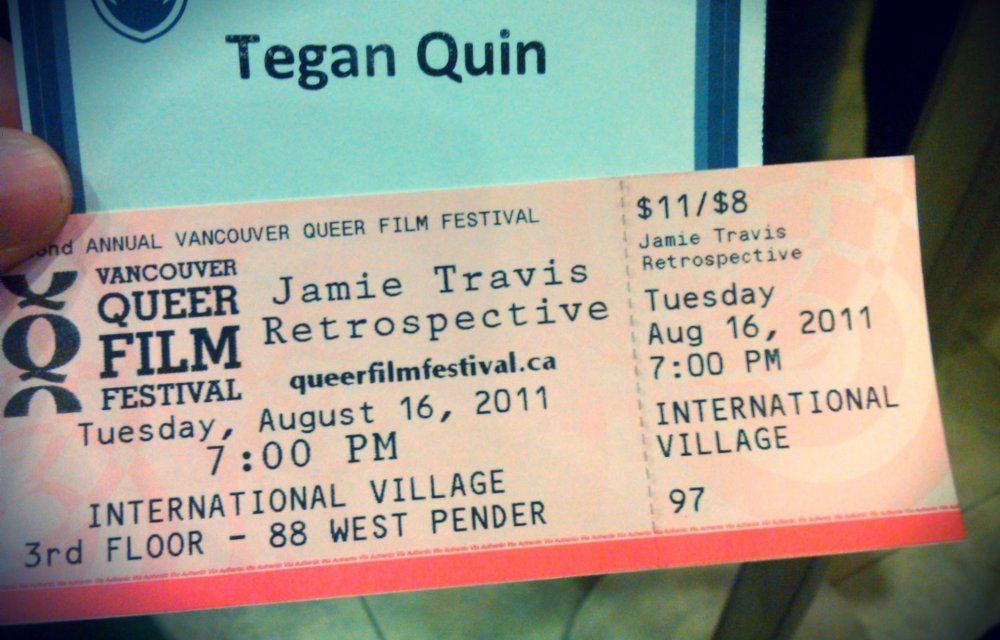 Tegan Quin
ANNUAL VANCOUVER QUEER FILM FESTIVAL
VANCOUVER
QUEER
FILM
FESTIVAL
Jamie Travis
Retrospective
queerfilmfestival.ca
Tuesday, August 16, 2011
7:00 PM
INTERNATIONAL VILLAGE
3rd FLOOR - 88 WEST PENDER
$11/$8
Jamie Travis
Retrospective
Tuesday
Aug 16, 2011
7:00 PM
INTERNATIONAL
VILLAGE
97